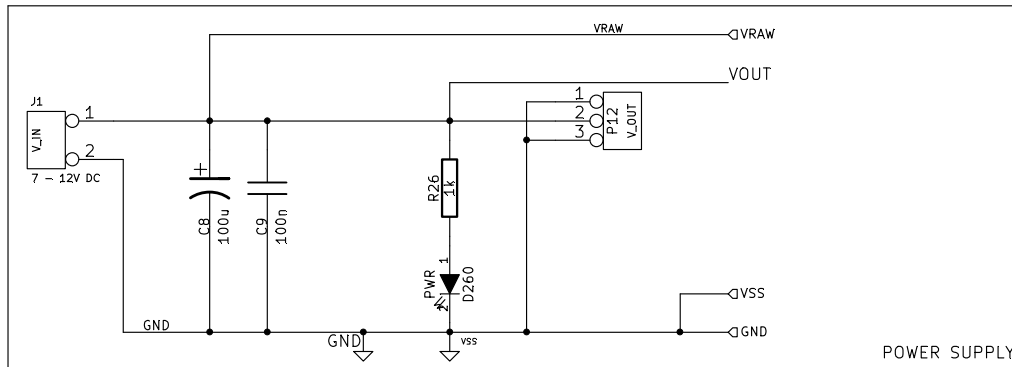 VRAW
VRAW
VOUT
J1
1
V_IN
2
7 - 12V DC
1
2
3
P12
V_OUT
+
C8
100u
C9
100n
R26
1k
1
PWR
D260
2
VSS
GND
GND
VSS
GND
POWER SUPPLY